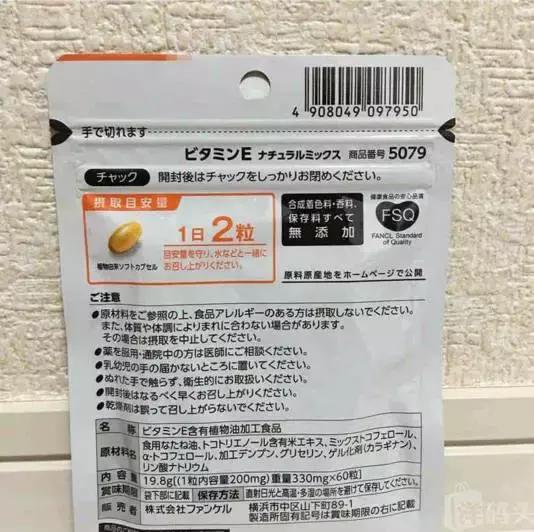 4 908049 097950
手で切れます
ビタミンE ナチュラルミックス 商品番号 5079
チャック 開封後はチャックをしっかりお閉めください。
摂取目安量
1日2粒
目安量を守り、水などと一緒に
お召し上がりください。
植物由来ソフトカプセル
合成着色料・香料、
保存料すべて
無添加
健康食品の安心品質
FSQ
FANCL Standard
of Quality
原料原産地をホームページで公開
ご注意
●原材料をご参照の上、食品アレルギーのある方は摂取しないでください。
また、体質や体調によりまれに合わない場合があります。
その場合は摂取を中止してください。
●薬を服用・通院中の方は医師にご相談ください。
●乳幼児の手の届かないところに置いてください。
●ぬれた手で触らず、衛生的にお取扱いください。
●開封後はなるべく早くお召し上がりください。
●乾燥剤は誤って召し上がらないでください。
名称 ビタミンE含有植物油加工食品
原材料名 食用なたね油、トコトリエノール含有米エキス、ミックストコフェロール、
α-トコフェロール、加工デンプン、グリセリン、ゲル化剤(カラギナン)、
リン酸ナトリウム
内容量 19.8g[(1粒内容量200mg)重量330mg×60粒]
賞味期限 袋下部に記載 保存方法 直射日光と高温・多湿の場所を避けて保存してください。
販売者 株式会社ファンケル 横浜市中区山下町89-1
製造所固有記号は賞味期限の右に記載
洋码头